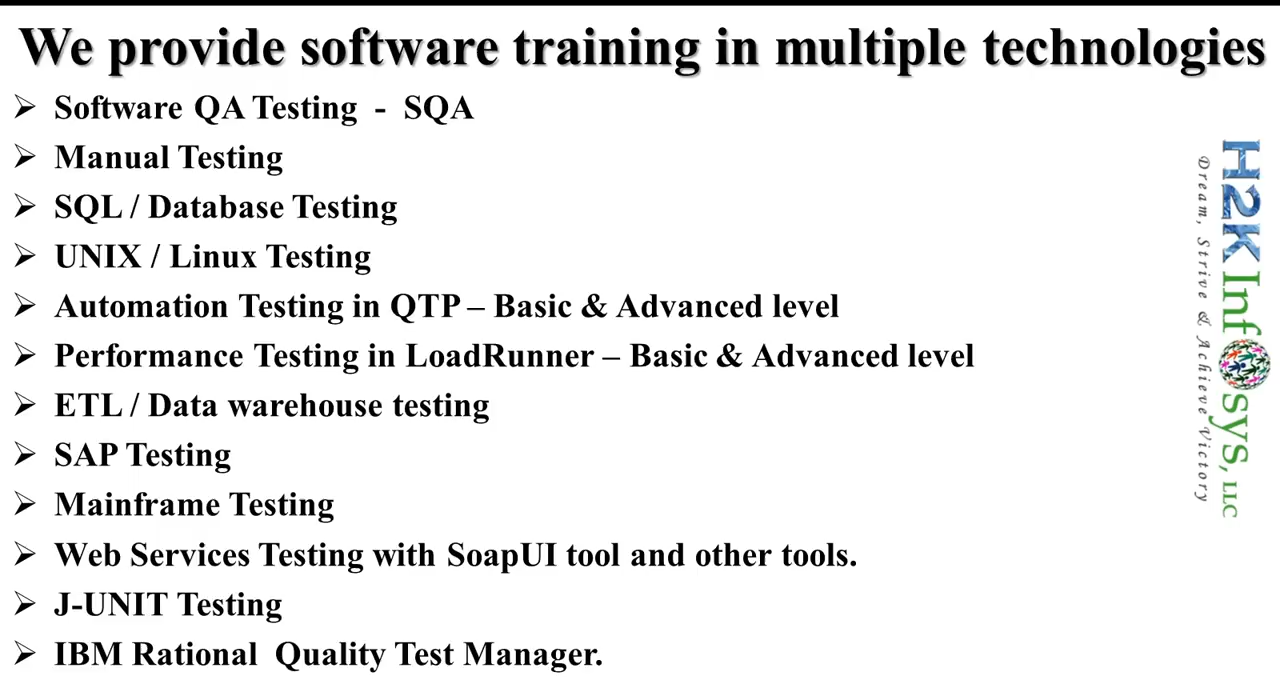 We provide software training in multiple technologies
➢ Software QA Testing - SQA
➢ Manual Testing
➢ SQL / Database Testing
➢ UNIX / Linux Testing
➢ Automation Testing in QTP – Basic & Advanced level
➢ Performance Testing in LoadRunner – Basic & Advanced level
➢ ETL / Data warehouse testing
➢ SAP Testing
➢ Mainframe Testing
➢ Web Services Testing with SoapUI tool and other tools.
➢ J-UNIT Testing
➢ IBM Rational Quality Test Manager.
H2K Infosys, LLC
Dream, Strive & Achieve Victory